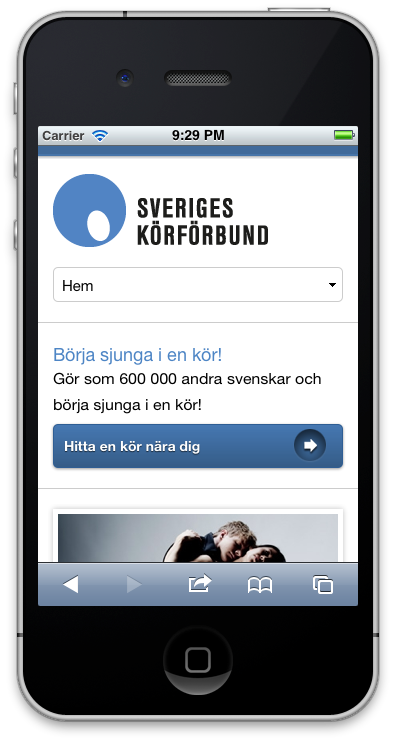 Carrier 9:29 PM
SVERIGES
KÖRFÖRBUND
Hem
Börja sjunga i en kör!
Gör som 600 000 andra svenskar och
börja sjunga i en kör!
Hitta en kör nära dig